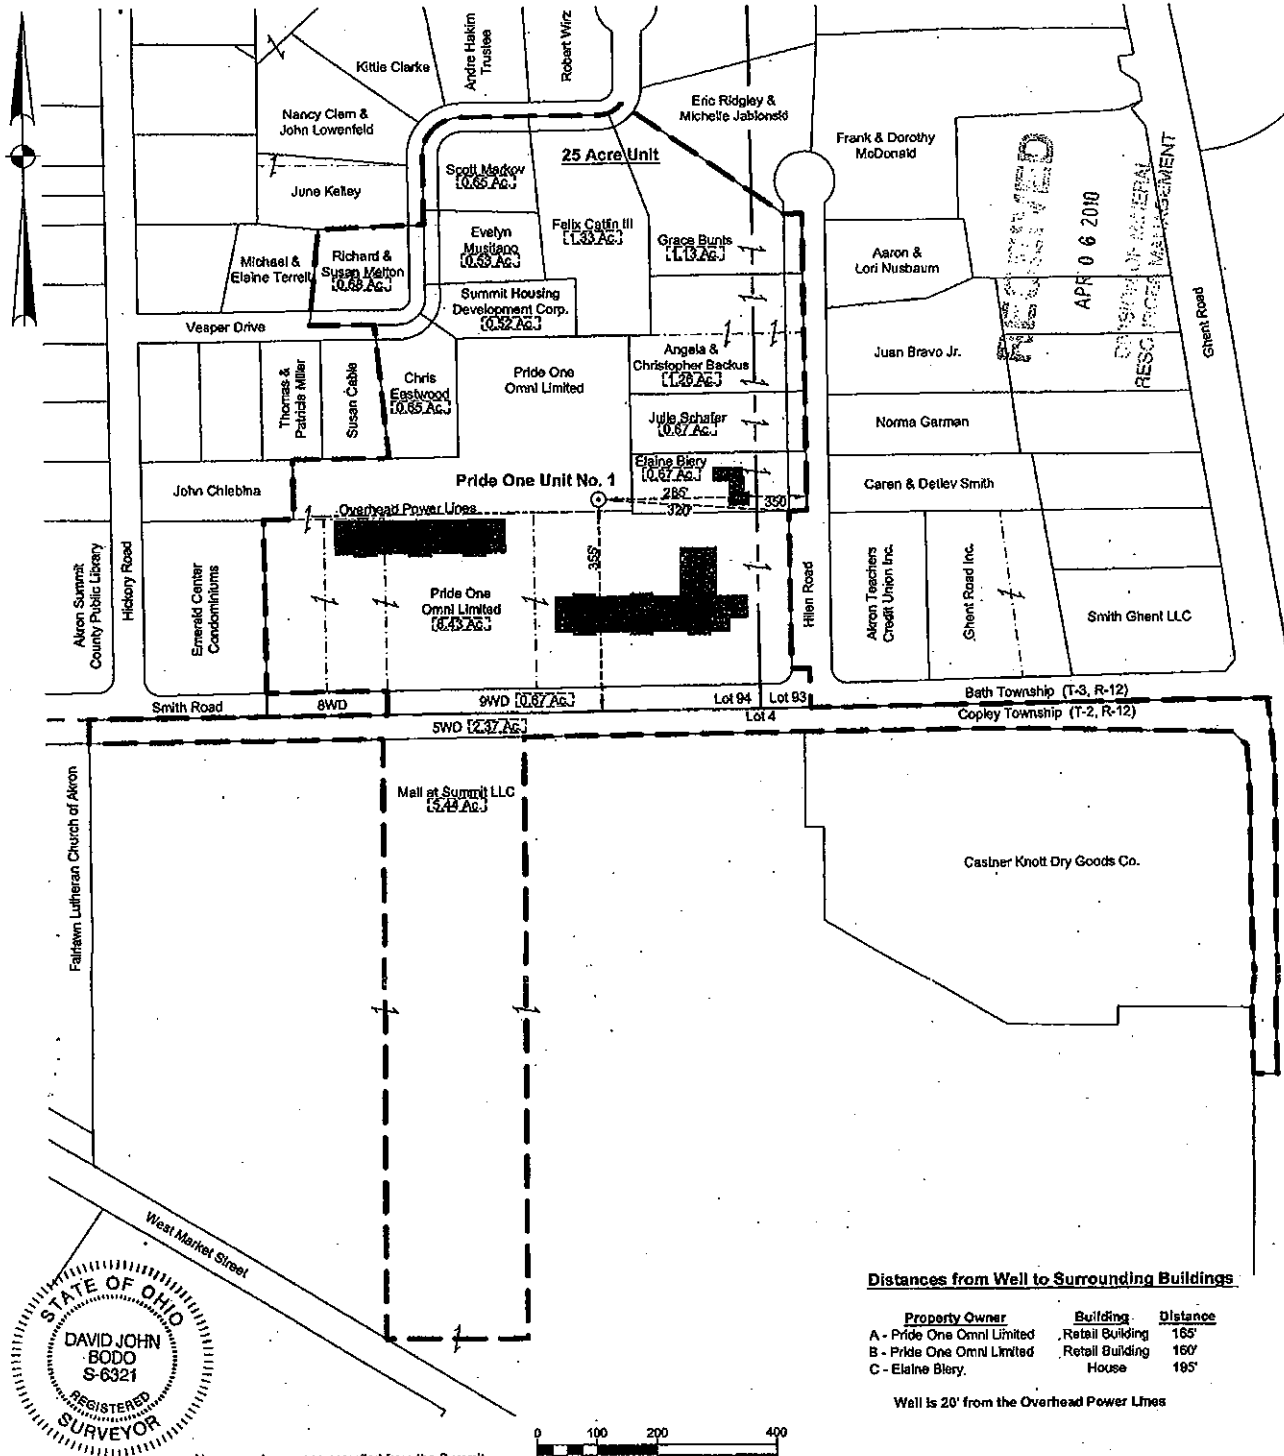 Kittie Clarke
Andre Hakim
Trustee
Robert Wirz
Nancy Clem &
John Lowenfeld
Eric Ridgley &
Michelle Jablonski
Frank & Dorothy
McDonald
RECEIVED
APR 0 6 2010
DIVISION OF MINERAL
RESOURCES MANAGEMENT
25 Acre Unit
June Kelley
Scott Markov
0.65 Ac.
Michael &
Elaine Terrell
Richard &
Susan Melton
0.68 Ac.
Evelyn
Musitano
0.53 Ac.
Felix Catlin III
1.33 Ac.
Grace Bunts
1.13 Ac.
Aaron &
Lori Nusbaum
Summit Housing
Development Corp.
0.52 Ac.
Vesper Drive
Ghent Road
Thomas &
Patricia Miller
Susan Cable
Chris
Eastwood
0.65 Ac.
Pride One
Omni Limited
Angela &
Christopher Backus
1.26 Ac.
Juan Bravo Jr.
Julie Schafer
0.67 Ac.
Norma Garman
John Chlebina
Pride One Unit No. 1
Elaine Biery
0.67 Ac.
285'
320'
350'
Caren & Detlev Smith
Overhead Power Lines
355'
Akron Summit
County Public Library
Hickory Road
Emerald Center
Condominiums
Pride One
Omni Limited
8.43 Ac.
Hilen Road
Akron Teachers
Credit Union Inc.
Ghent Road Inc.
Smith Ghent LLC
Smith Road
8WD
9WD 0.67 Ac.
Lot 94
Lot 93
Lot 4
Bath Township (T-3, R-12)
Copley Township (T-2, R-12)
5WD 2.37 Ac.
Mall at Summit LLC
5.44 Ac.
Fairlawn Lutheran Church of Akron
Castner Knott Dry Goods Co.
West Market Street
STATE OF OHIO
DAVID JOHN
BODO
S-6321
REGISTERED
SURVEYOR
Distances from Well to Surrounding Buildings
Property Owner Building Distance
A - Pride One Omni Limited Retail Building 165'
B - Pride One Omni Limited Retail Building 160'
C - Elaine Biery. House 195'
Well is 20' from the Overhead Power Lines
0 100 200 400